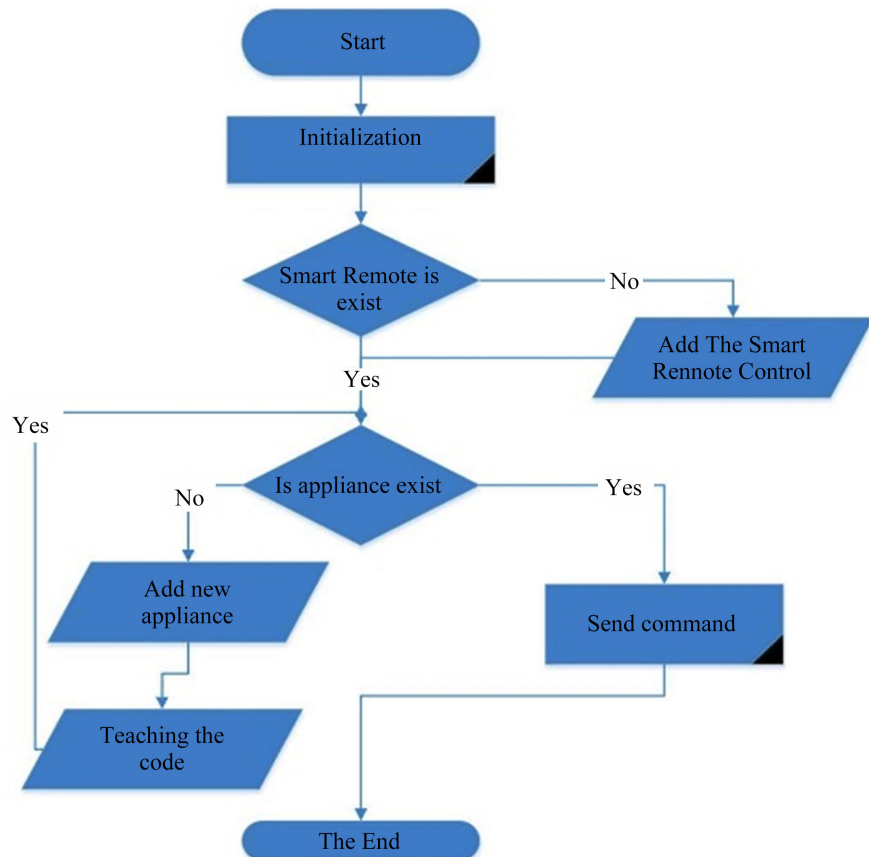 Start
Initialization
Smart Remote is
exist
No
Add The Smart
Rennote Control
Yes
Yes
Is appliance exist
No
Yes
Add new
appliance
Send command
Teaching the
code
The End